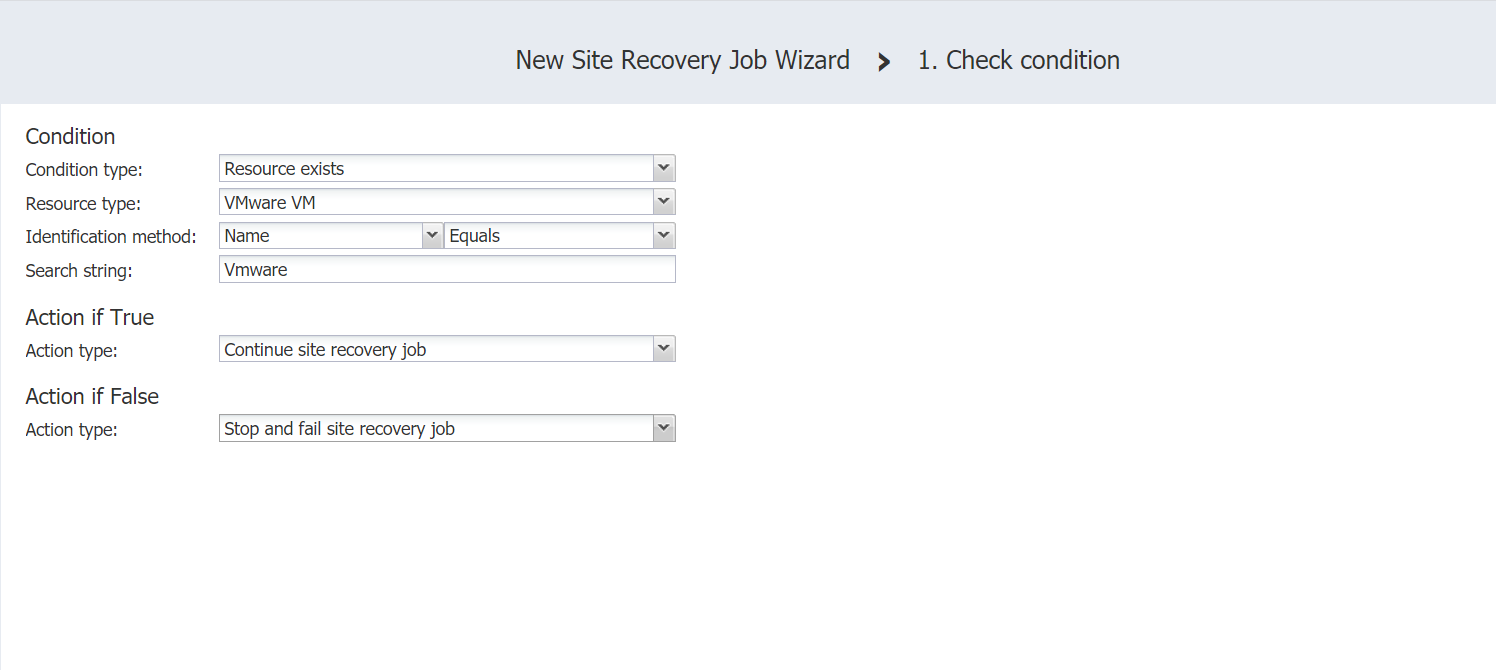 New Site Recovery Job Wizard > 1. Check condition
Condition
Condition type: Resource exists
Resource type: VMware VM
Identification method: Name Equals
Search string: Vmware
Action if True
Action type: Continue site recovery job
Action if False
Action type: Stop and fail site recovery job